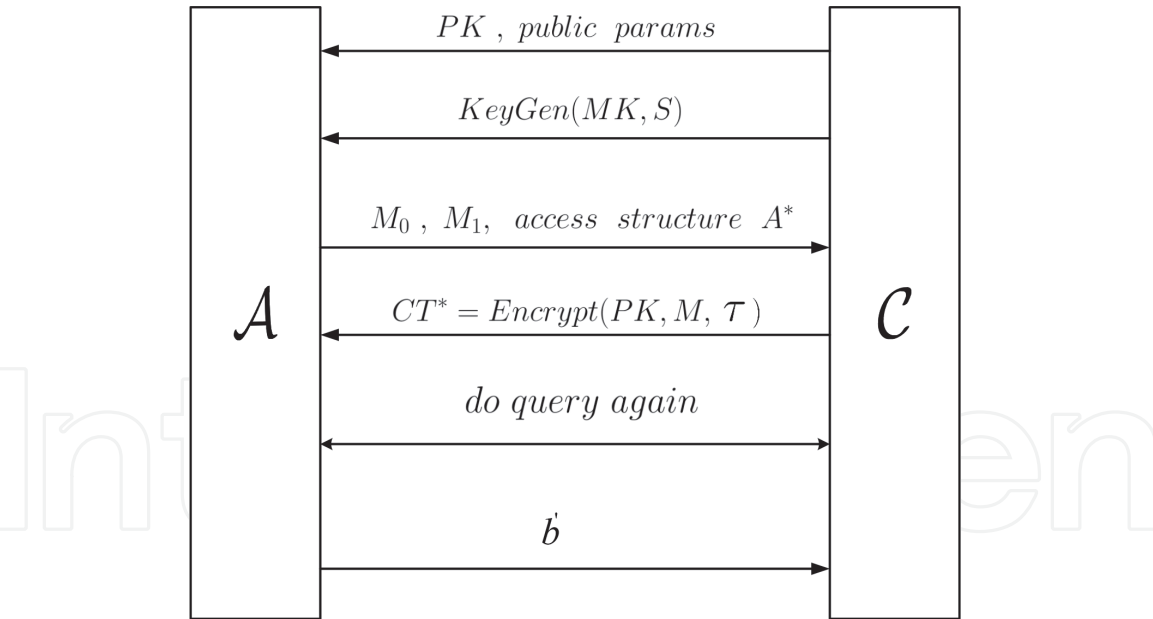 PK , public params
KeyGen(MK, S)
M₀ , M₁, access structure A*
CT* = Encrypt(PK, M, τ )
𝒜
𝒞
do query again
b'